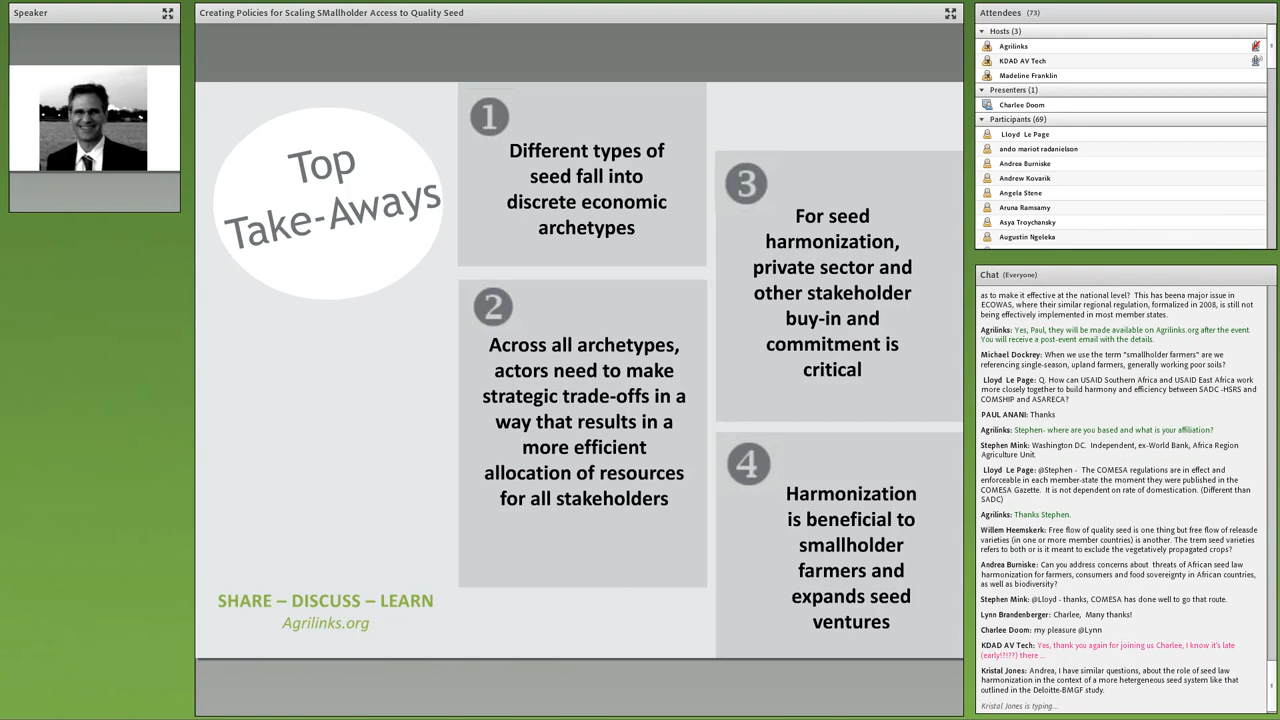 Speaker
Creating Policies for Scaling SMallholder Access to Quality Seed
Top
Take-Aways
1
Different types of
seed fall into
discrete economic
archetypes
2
Across all archetypes,
actors need to make
strategic trade-offs in a
way that results in a
more efficient
allocation of resources
for all stakeholders
3
For seed
harmonization,
private sector and
other stakeholder
buy-in and
commitment is
critical
4
Harmonization
is beneficial to
smallholder
farmers and
expands seed
ventures
SHARE – DISCUSS – LEARN
Agrilinks.org
Attendees (73)
Hosts (3)
Agrilinks
KDAD AV Tech
Madeline Franklin
Presenters (1)
Charlee Doom
Participants (69)
Lloyd Le Page
ando mariot radanielson
Andrea Burniske
Andrew Kovarik
Angela Stene
Aruna Ramsamy
Asya Troychansky
Augustin Ngeleka
Chat (Everyone)
as to make it effective at the national level? This has beena major issue in
ECOWAS, where their similar regional regulation, formalized in 2008, is still not
being effectively implemented in most member states.
Agrilinks: Yes, Paul, they will be made available on Agrilinks.org after the event.
You will receive a post-event email with the details.
Michael Dockrey: When we use the term "smallholder farmers" are we
referencing single-season, upland farmers, generally working poor soils?
Lloyd Le Page: Q. How can USAID Southern Africa and USAID East Africa work
more closely together to build harmony and efficiency between SADC -HSRS and
COMSHIP and ASARECA?
PAUL ANANI: Thanks
Agrilinks: Stephen- where are you based and what is your affiliation?
Stephen Mink: Washington DC. Independent, ex-World Bank, Africa Region
Agriculture Unit.
Lloyd Le Page: @Stephen - The COMESA regulations are in effect and
enforceable in each member-state the moment they were published in the
COMESA Gazette. It is not dependent on rate of domestication. (Different than
SADC)
Agrilinks: Thanks Stephen.
Willem Heemskerk: Free flow of quality seed is one thing but free flow of releasde
varieties (in one or more member countries) is another. The trem seed varieties
refers to both or is it meant to exclude the vegetatively propagated crops?
Andrea Burniske: Can you address concerns about threats of African seed law
harmonization for farmers, consumers and food sovereignty in African countries,
as well as biodiversity?
Stephen Mink: @Lloyd - thanks, COMESA has done well to go that route.
Lynn Brandenberger: Charlee, Many thanks!
Charlee Doom: my pleasure @Lynn
KDAD AV Tech: Yes, thank you again for joining us Charlee, I know it's late
(early!?!??) there ...
Kristal Jones: Andrea, I have similar questions, about the role of seed law
harmonization in the context of a more hetergeneous seed system like that
outlined in the Deloitte-BMGF study.
Kristal Jones is typing...